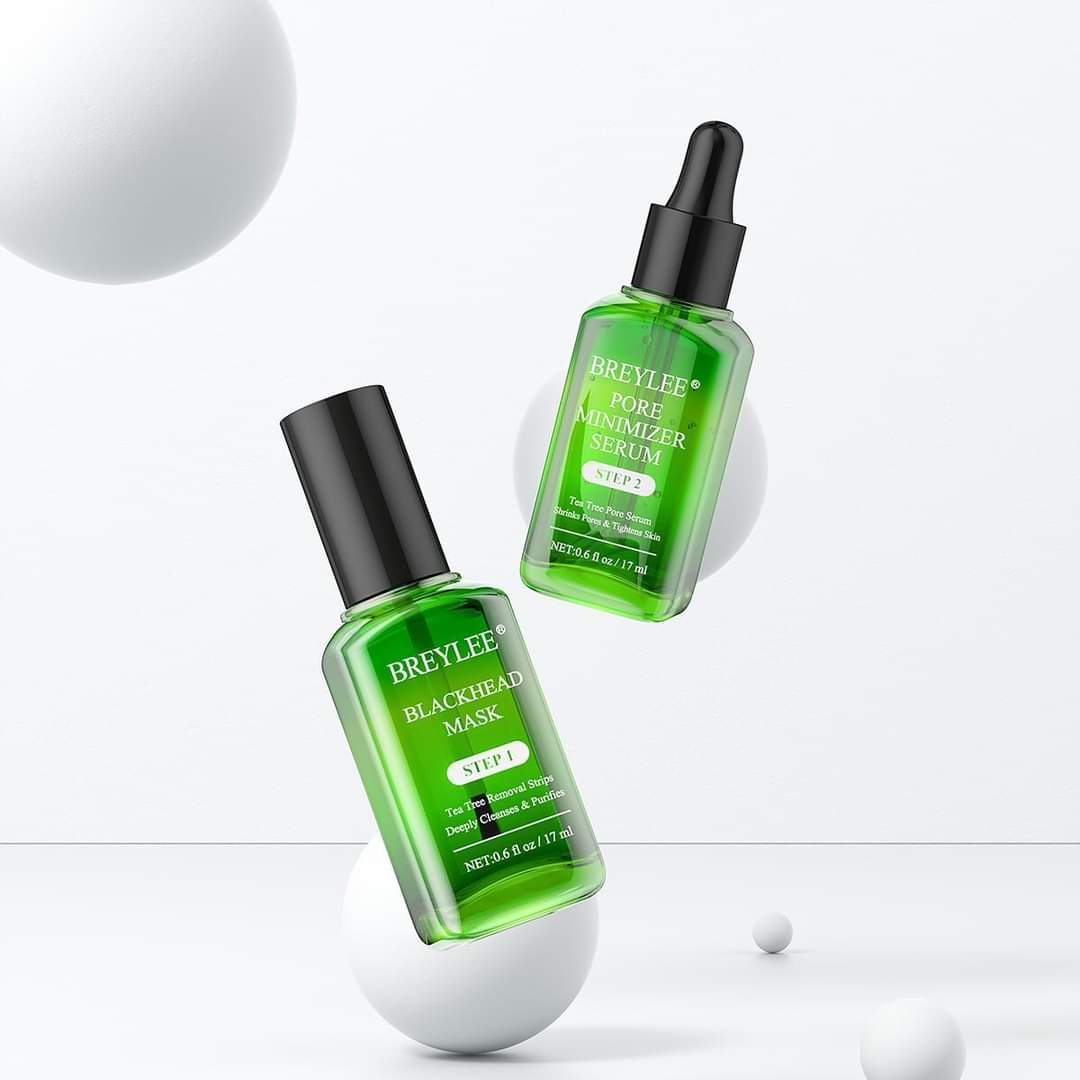 BREYLEE®
PORE
MINIMIZER
SERUM
STEP 2
Tea Tree Pore Serum
Shrinks Pores & Tightens Skin
NET:0.6 fl oz / 17 ml
BREYLEE®
BLACKHEAD
MASK
STEP 1
Tea Tree Removal Strips
Deeply Cleanses & Purifies
NET:0.6 fl oz / 17 ml